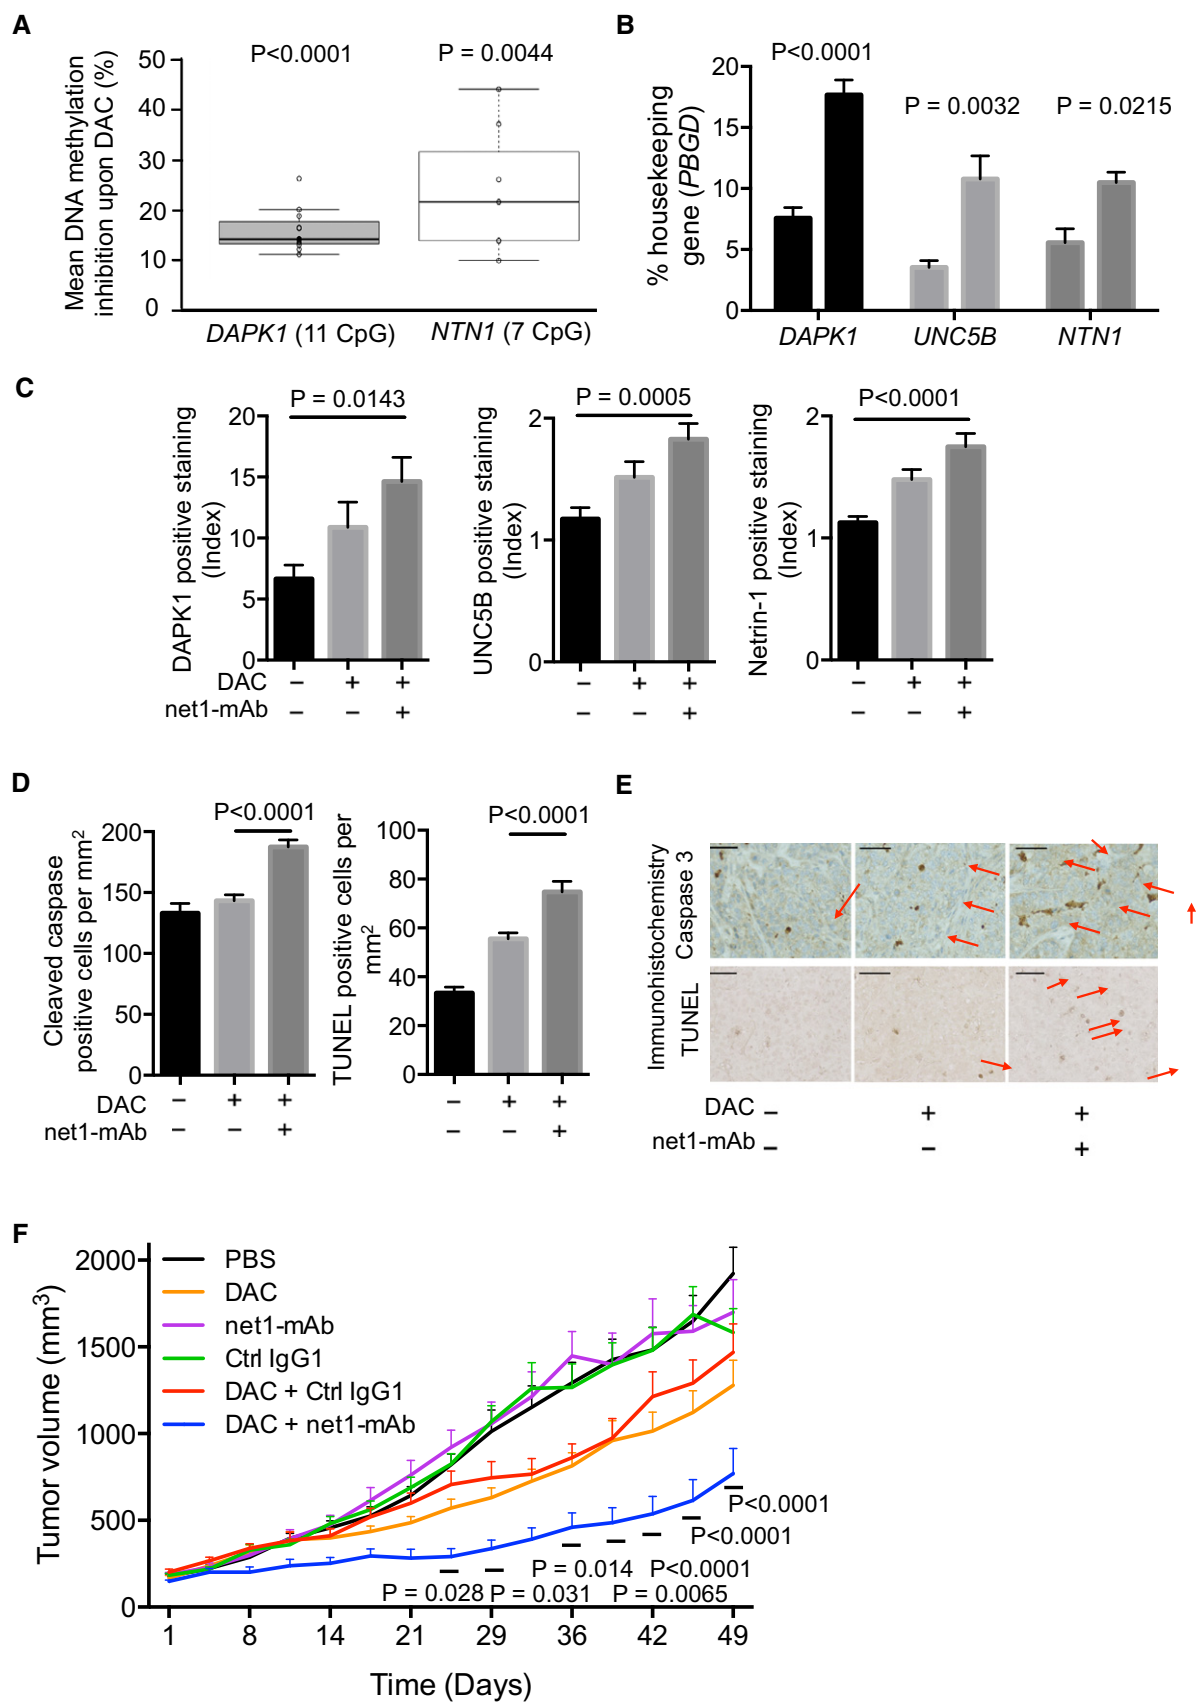 A
P<0.0001
P = 0.0044
Mean DNA methylation
inhibition upon DAC (%)
50
40
30
20
10
0
DAPK1 (11 CpG)
NTN1 (7 CpG)
B
P<0.0001
P = 0.0032
P = 0.0215
% housekeeping
gene (PBGD)
20
15
10
5
0
DAPK1
UNC5B
NTN1
C
P = 0.0143
DAPK1 positive staining
(Index)
20
15
10
5
0
P = 0.0005
UNC5B positive staining
(Index)
2
1
0
P<0.0001
Netrin-1 positive staining
(Index)
2
1
0
DAC – + + – + + – + +
net1-mAb – – + – – + – – +
D
P<0.0001
Cleaved caspase
positive cells per mm2
200
150
100
50
0
P<0.0001
TUNEL positive cells per
mm2
100
80
60
40
20
0
DAC – + + – + +
net1-mAb – – + – – +
E
Immunohistochemistry
Caspase 3
TUNEL
DAC – + +
net1-mAb – – +
F
Tumor volume (mm3)
2000
1500
1000
500
0
PBS
DAC
net1-mAb
Ctrl IgG1
DAC + Ctrl IgG1
DAC + net1-mAb
P<0.0001
P<0.0001
P = 0.014 P<0.0001
P = 0.028 P = 0.031 P = 0.0065
1 8 14 21 29 36 42 49
Time (Days)